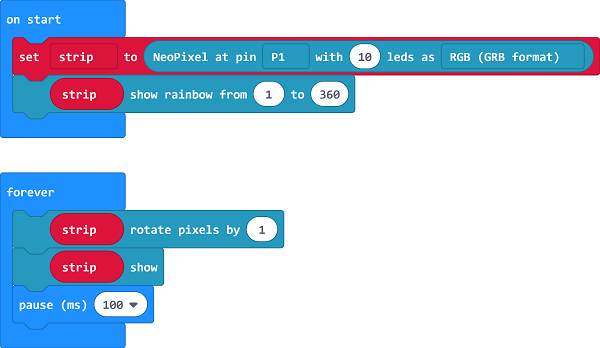 on start
set strip to NeoPixel at pin P1 with 10 leds as RGB (GRB format)
strip show rainbow from 1 to 360
forever
strip rotate pixels by 1
strip show
pause (ms) 100